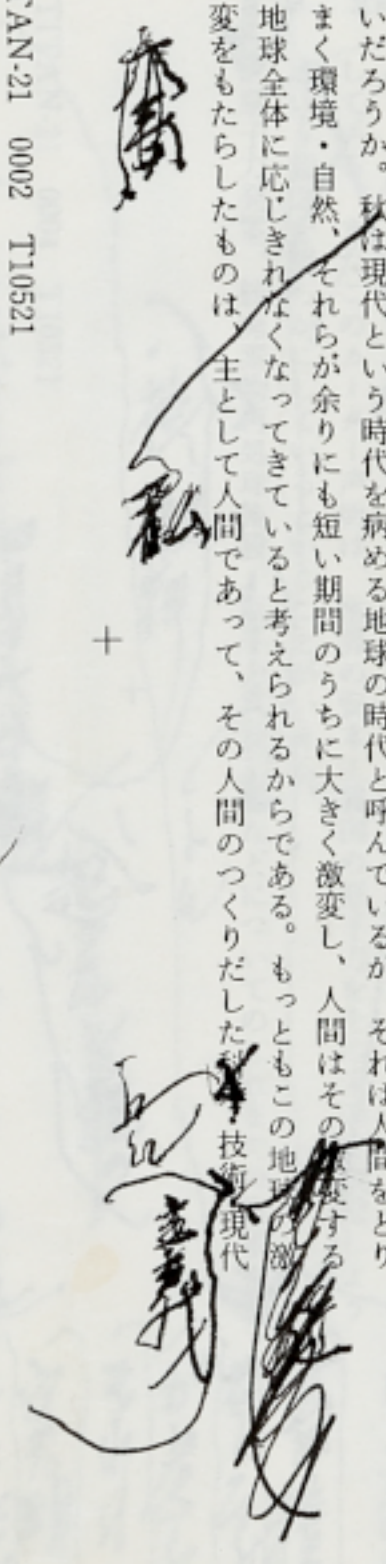 いだろうか。私は現代という時代を病める地球の時代と呼んでいるが、それは人間をとり
まく環境・自然、それらが余りにも短い期間のうちに大きく激変し、人間はその激変する
地球全体に応じきれなくなってきていると考えられるからである。もっともこの地球の激
変をもたらしたものは、主として人間であって、その人間のつくりだした科 技術 現代
TAN-21 0002 T10521